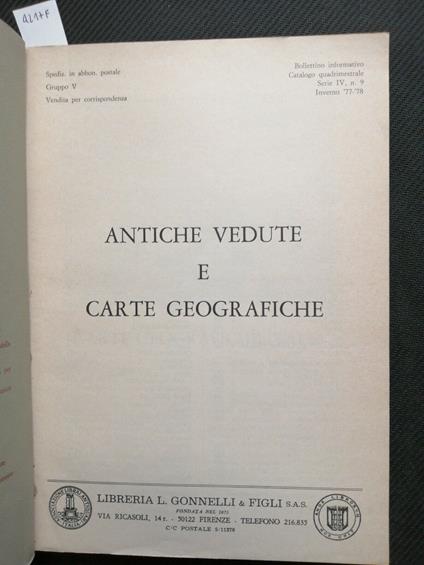 4217F
Spediz. in abbon. postale
Gruppo V
Vendita per corrispondenza
Bollettino informativo
Catalogo quadrimestrale
Serie IV, n. 9
Inverno '77-'78
ANTICHE VEDUTE
E
CARTE GEOGRAFICHE
LIBRERIA L. GONNELLI & FIGLI S.A.S.
FONDATA NEL 1875
VIA RICASOLI, 14 r. - 50122 FIRENZE - TELEFONO 216.835
C/C POSTALE 5/11378